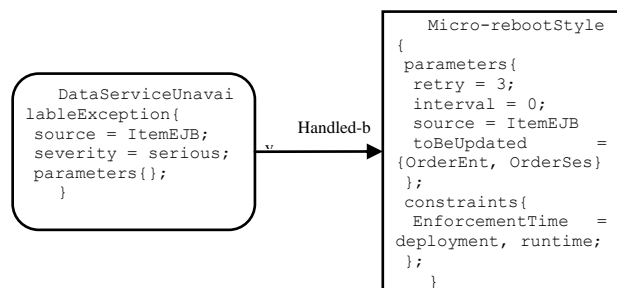 DataServiceUnavai
lableException{
source = ItemEJB;
severity = serious;
parameters{};
}
Handled-b
y
Micro-rebootStyle
{
parameters{
retry = 3;
interval = 0;
source = ItemEJB
toBeUpdated =
{OrderEnt, OrderSes}
};
constraints{
EnforcementTime =
deployment, runtime;
};
}